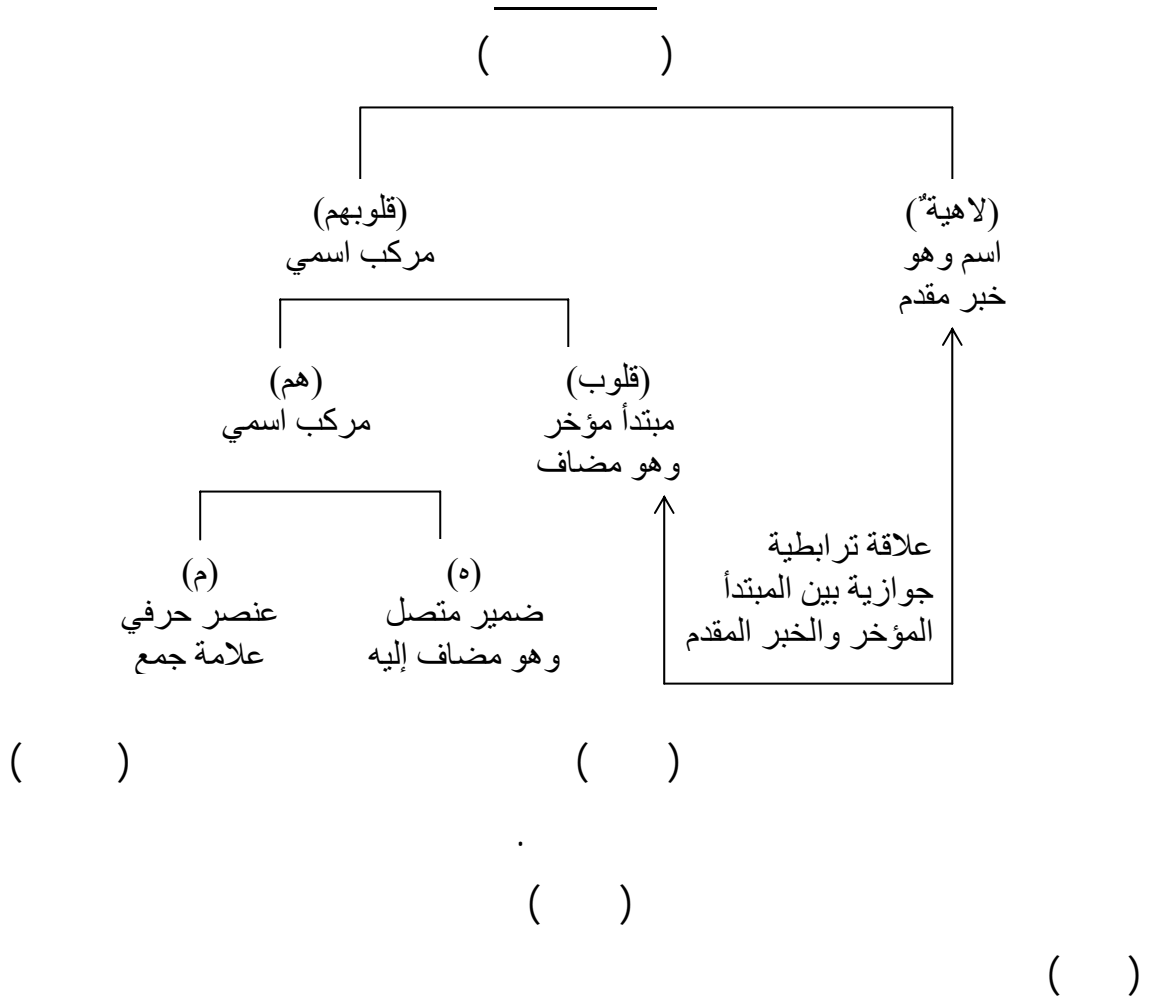 ( )
(لاهيةٌ)
اسم وهو
خبر مقدم
(قلوبهم)
مركب اسمي
(قلوب)
مبتدأ مؤخر
وهو مضاف
(هم)
مركب اسمي
علاقة ترابطية
جوازية بين المبتدأ
المؤخر والخبر المقدم
(ه)
ضمير متصل
وهو مضاف إليه
(م)
عنصر حرفي
علامة جمع
( ) ( )
.
( )
( )